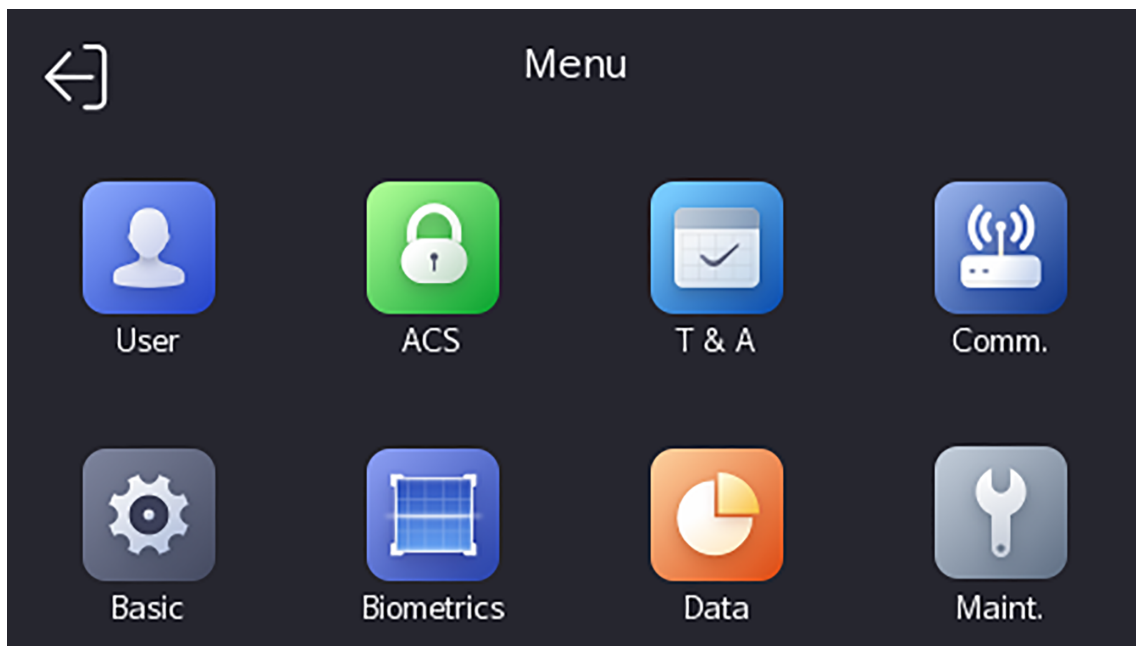 Menu
User
ACS
T & A
Comm.
Basic
Biometrics
Data
Maint.